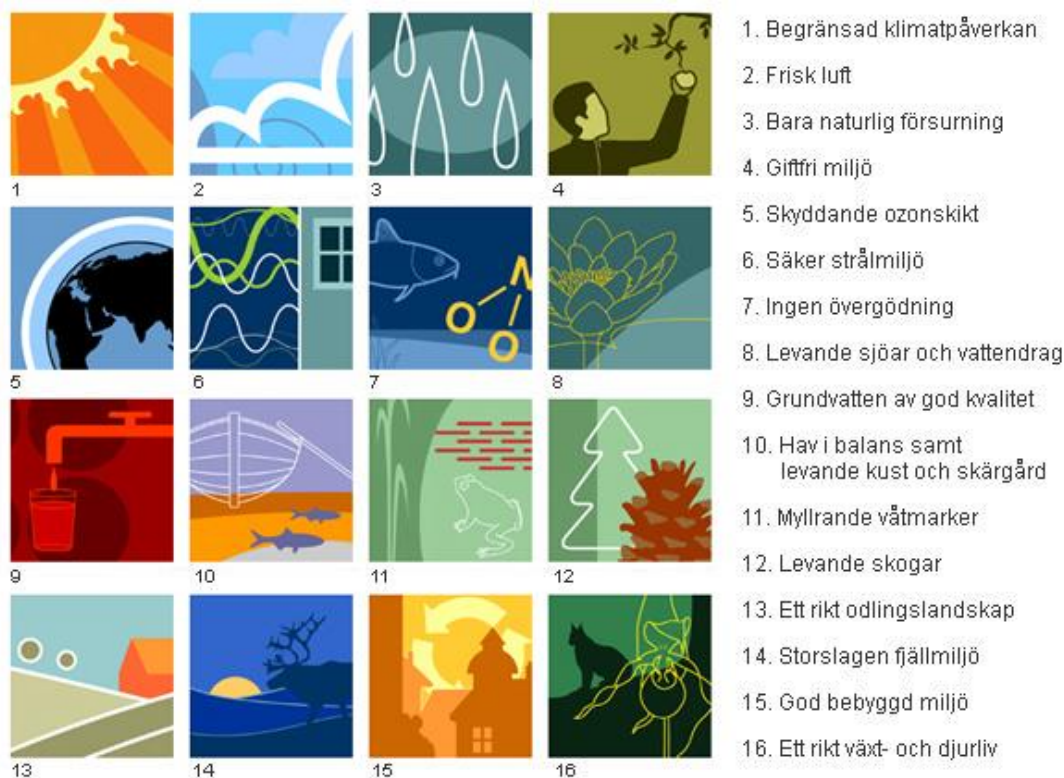 1
2
3
4
5
6
O
N
O
7
8
9
10
11
12
13
14
15
16
1. Begränsad klimatpåverkan
2. Frisk luft
3. Bara naturlig försurning
4. Giftfri miljö
5. Skyddande ozonskikt
6. Säker strålmiljö
7. Ingen övergödning
8. Levande sjöar och vattendrag
9. Grundvatten av god kvalitet
10. Hav i balans samt
levande kust och skärgård
11. Myllrande våtmarker
12. Levande skogar
13. Ett rikt odlingslandskap
14. Storslagen fjällmiljö
15. God bebyggd miljö
16. Ett rikt växt- och djurliv